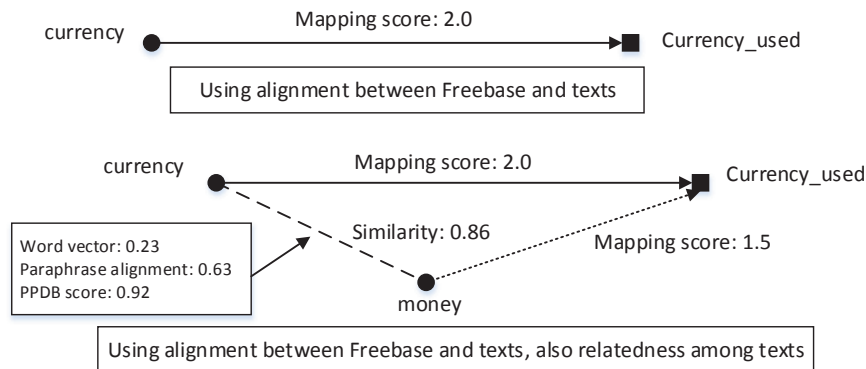 Mapping score: 2.0
currency
Currency_used
Using alignment between Freebase and texts
currency
Mapping score: 2.0
Currency_used
Word vector: 0.23
Paraphrase alignment: 0.63
PPDB score: 0.92
Similarity: 0.86
Mapping score: 1.5
money
Using alignment between Freebase and texts, also relatedness among texts